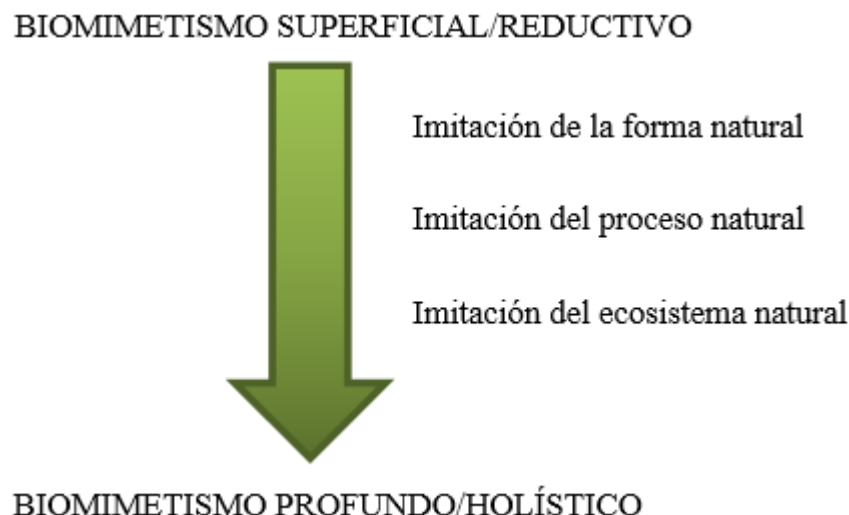 BIOMIMETISMO SUPERFICIAL/REDUCTIVO
Imitación de la forma natural
Imitación del proceso natural
Imitación del ecosistema natural
BIOMIMETISMO PROFUNDO/HOLÍSTICO